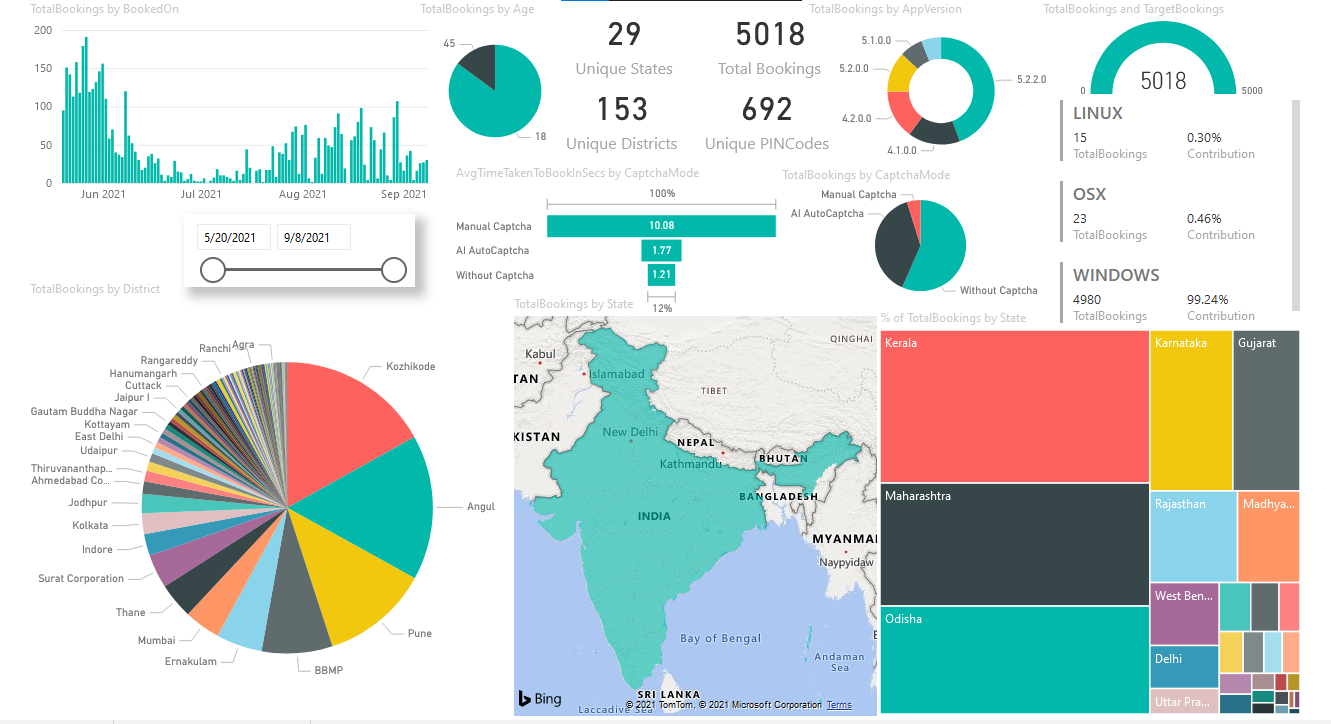 TotalBookings by BookedOn
200
150
100
50
0
Jun 2021
Jul 2021
Aug 2021
Sep 2021
5/20/2021
9/8/2021
TotalBookings by Age
45
18
29
Unique States
5018
Total Bookings
153
Unique Districts
692
Unique PINCodes
TotalBookings by AppVersion
5.1.0.0
5.2.0.0
4.2.0.0
4.1.0.0
5.2.2.0
TotalBookings and TargetBookings
5018
0
5000
LINUX
15
0.30%
TotalBookings
Contribution
OSX
23
0.46%
TotalBookings
Contribution
WINDOWS
4980
99.24%
TotalBookings
Contribution
AvgTimeTakenToBookInSecs by CaptchaMode
100%
Manual Captcha
10.08
AI AutoCaptcha
1.77
Without Captcha
1.21
12%
TotalBookings by CaptchaMode
Manual Captcha
AI AutoCaptcha
Without Captcha
TotalBookings by District
Agra
Ranchi
Rangareddy
Hanumangarh
Cuttack
Jaipur I
Gautam Buddha Nagar
Kottayam
East Delhi
Udaipur
Thiruvananthap...
Ahmedabad Co...
Jodhpur
Kolkata
Indore
Surat Corporation
Thane
Mumbai
Ernakulam
BBMP
Pune
Angul
Kozhikode
TotalBookings by State
QINGHAI
Kabul
Islamabad
TAN
TIBET
KISTAN
New Delhi
NEPAL
Kathmandu
BHUTAN
BANGLADESH
INDIA
MYANMA
Naypyidaw
Bay of Bengal
Andaman
Sea
SRI LANKA
Laccadive Sea
Bing
© 2021 TomTom, © 2021 Microsoft Corporation Terms
% of TotalBookings by State
Kerala
Maharashtra
Odisha
Karnataka
Gujarat
Rajasthan
Madhya...
West Ben...
Delhi
Uttar Pra...